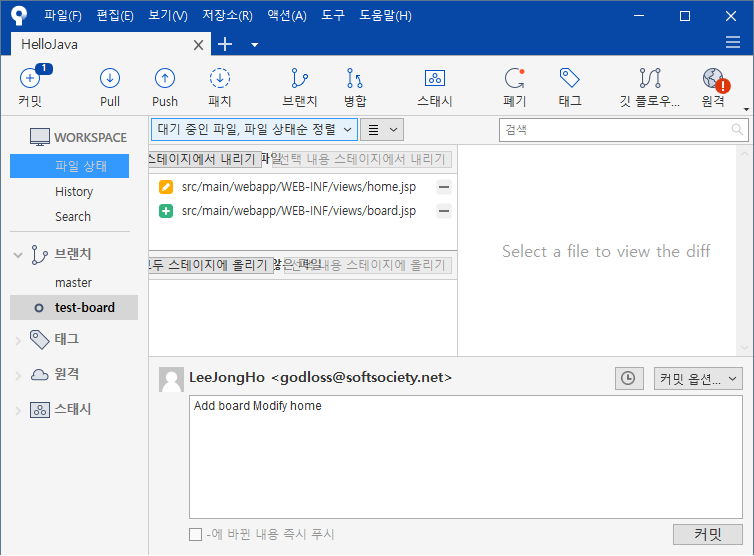 파일(F) 편집(E) 보기(V) 저장소(R) 액션(A) 도구 도움말(H)
HelloJava
1
커밋 Pull Push 패치 브랜치 병합 스태시 폐기 태그 깃 플로우... 원격
WORKSPACE
파일 상태
History
Search
브랜치
master
test-board
태그
원격
스태시
대기 중인 파일, 파일 상태순 정렬
검색
스테이지에서 내리기 파일 선택 내용 스테이지에서 내리기
src/main/webapp/WEB-INF/views/home.jsp
src/main/webapp/WEB-INF/views/board.jsp
모두 스테이지에 올리기 않은 파일 선택 내용 스테이지에 올리기
Select a file to view the diff
LeeJongHo <godloss@softsociety.net>
커밋 옵션...
Add board Modify home
-에 바뀐 내용 즉시 푸시
커밋